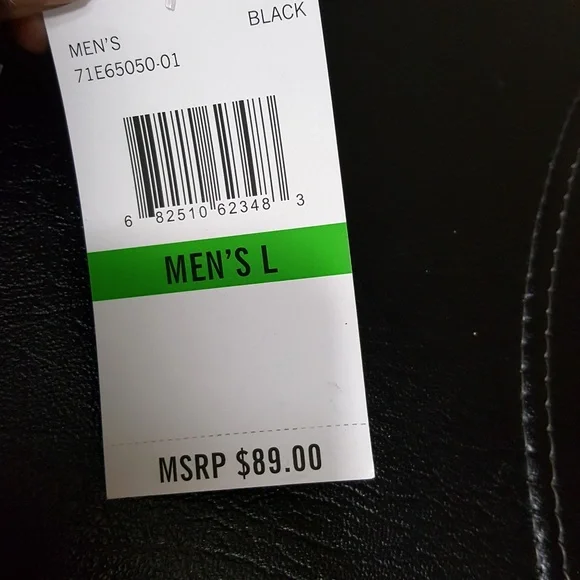 BLACK
MEN'S
71E65050-01
6 82510 62348 3
MEN'S L
MSRP $89.00